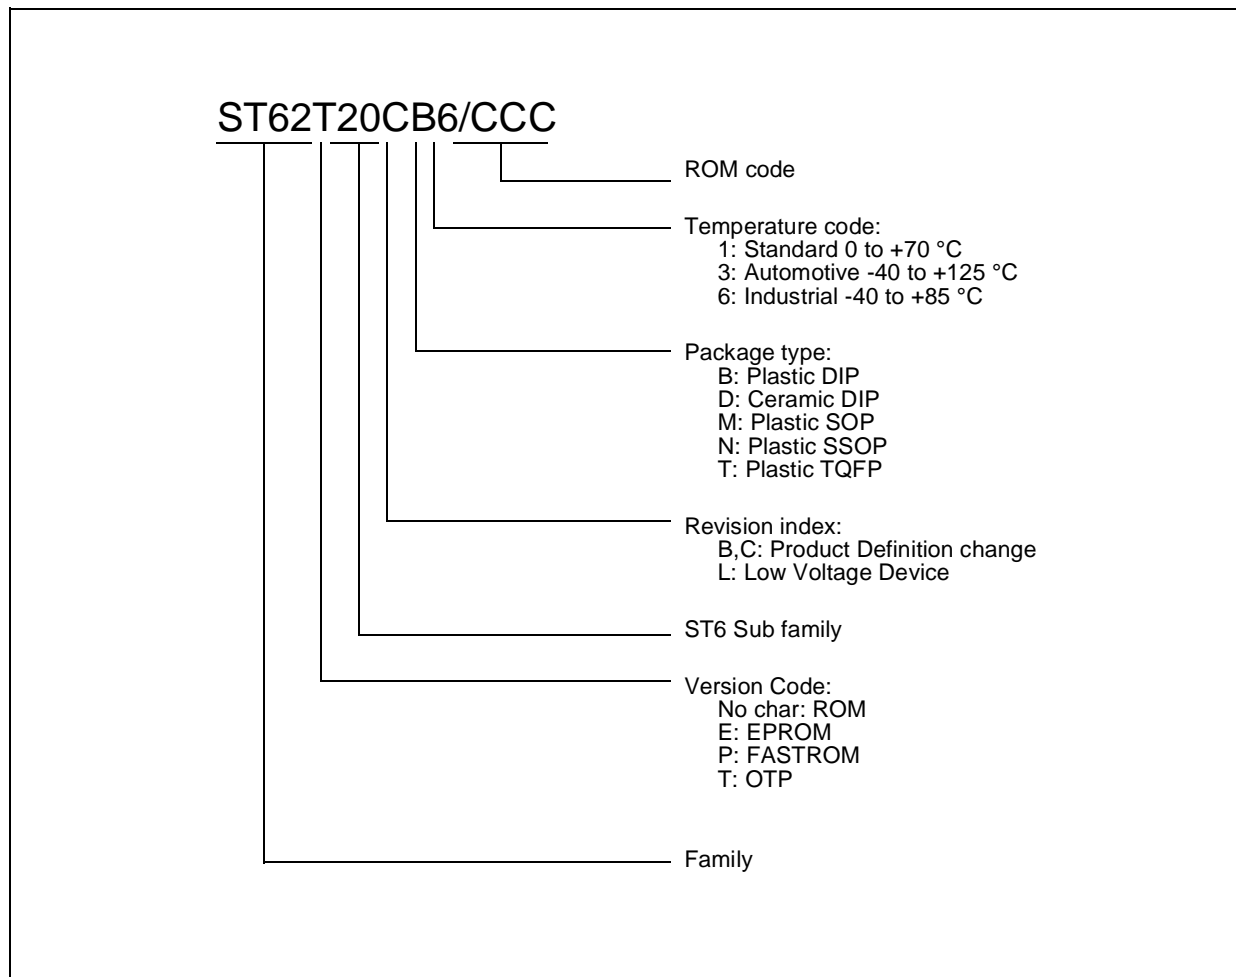 ST62T20CB6/CCC
ROM code
Temperature code:
1: Standard 0 to +70 °C
3: Automotive -40 to +125 °C
6: Industrial -40 to +85 °C
Package type:
B: Plastic DIP
D: Ceramic DIP
M: Plastic SOP
N: Plastic SSOP
T: Plastic TQFP
Revision index:
B,C: Product Definition change
L: Low Voltage Device
ST6 Sub family
Version Code:
No char: ROM
E: EPROM
P: FASTROM
T: OTP
Family